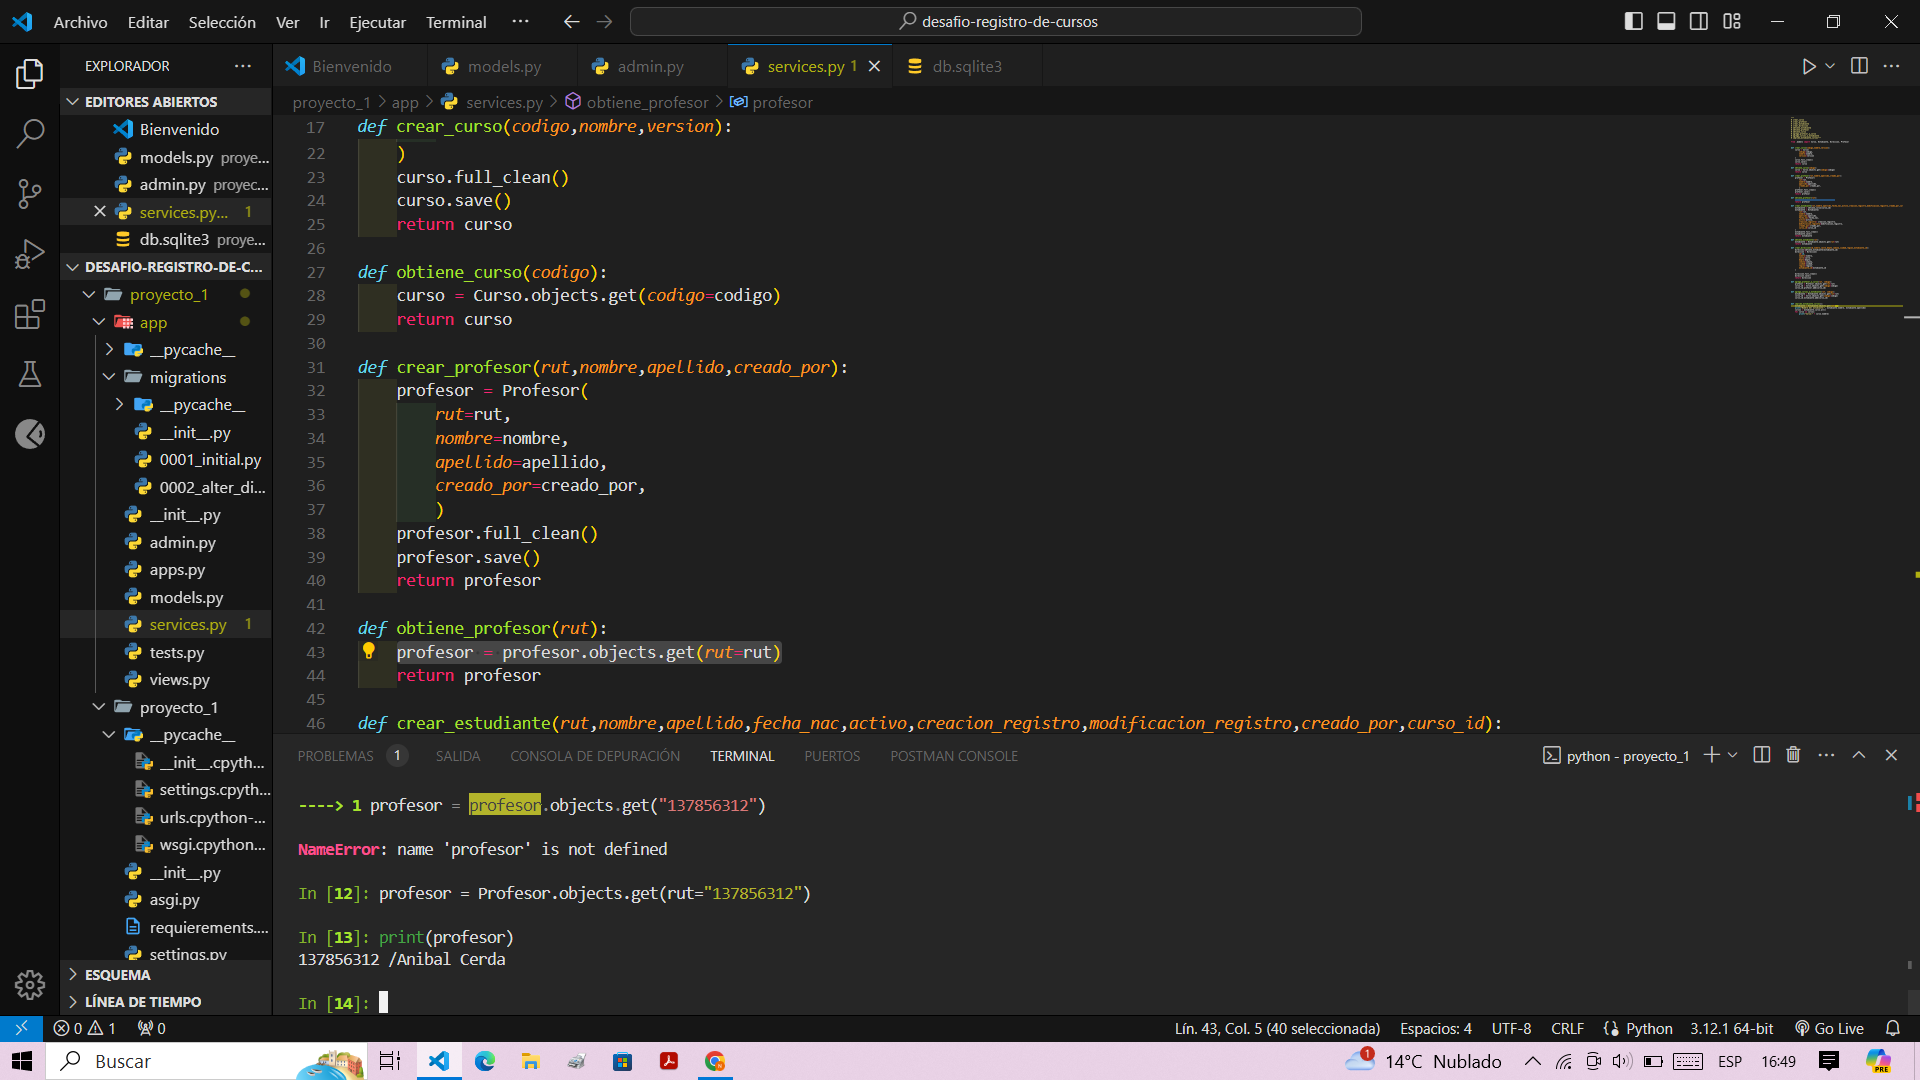 Archivo Editar Selección Ver Ir Ejecutar Terminal ··· desafio-registro-de-cursos
EXPLORADOR ···
EDITORES ABIERTOS
Bienvenido
models.py proye...
admin.py proyec...
services.py... 1
db.sqlite3 proye...
DESAFIO-REGISTRO-DE-C...
proyecto_1
app
__pycache__
migrations
__pycache__
__init__.py
0001_initial.py
0002_alter_di...
__init__.py
admin.py
apps.py
models.py
services.py 1
tests.py
views.py
proyecto_1
__pycache__
__init__.cpyth...
settings.cpyth...
urls.cpython-...
wsgi.cpython...
__init__.py
asgi.py
requierements....
settings.py
ESQUEMA
LÍNEA DE TIEMPO
Bienvenido models.py admin.py services.py 1 db.sqlite3
proyecto_1 > app > services.py > obtiene_profesor > profesor
17 def crear_curso(codigo,nombre,version):
22 )
23 curso.full_clean()
24 curso.save()
25 return curso
26
27 def obtiene_curso(codigo):
28 curso = Curso.objects.get(codigo=codigo)
29 return curso
30
31 def crear_profesor(rut,nombre,apellido,creado_por):
32 profesor = Profesor(
33 rut=rut,
34 nombre=nombre,
35 apellido=apellido,
36 creado_por=creado_por,
37 )
38 profesor.full_clean()
39 profesor.save()
40 return profesor
41
42 def obtiene_profesor(rut):
43 profesor = profesor.objects.get(rut=rut)
44 return profesor
45
46 def crear_estudiante(rut,nombre,apellido,fecha_nac,activo,creacion_registro,modificacion_registro,creado_por,curso_id):
PROBLEMAS 1 SALIDA CONSOLA DE DEPURACIÓN TERMINAL PUERTOS POSTMAN CONSOLE python - proyecto_1
----> 1 profesor = profesor.objects.get("137856312")
NameError: name 'profesor' is not defined
In [12]: profesor = Profesor.objects.get(rut="137856312")
In [13]: print(profesor)
137856312 /Anibal Cerda
In [14]:
0 1 0 Lín. 43, Col. 5 (40 seleccionada) Espacios: 4 UTF-8 CRLF Python 3.12.1 64-bit Go Live
Buscar 1 14°C Nublado ESP 16:49 PRE